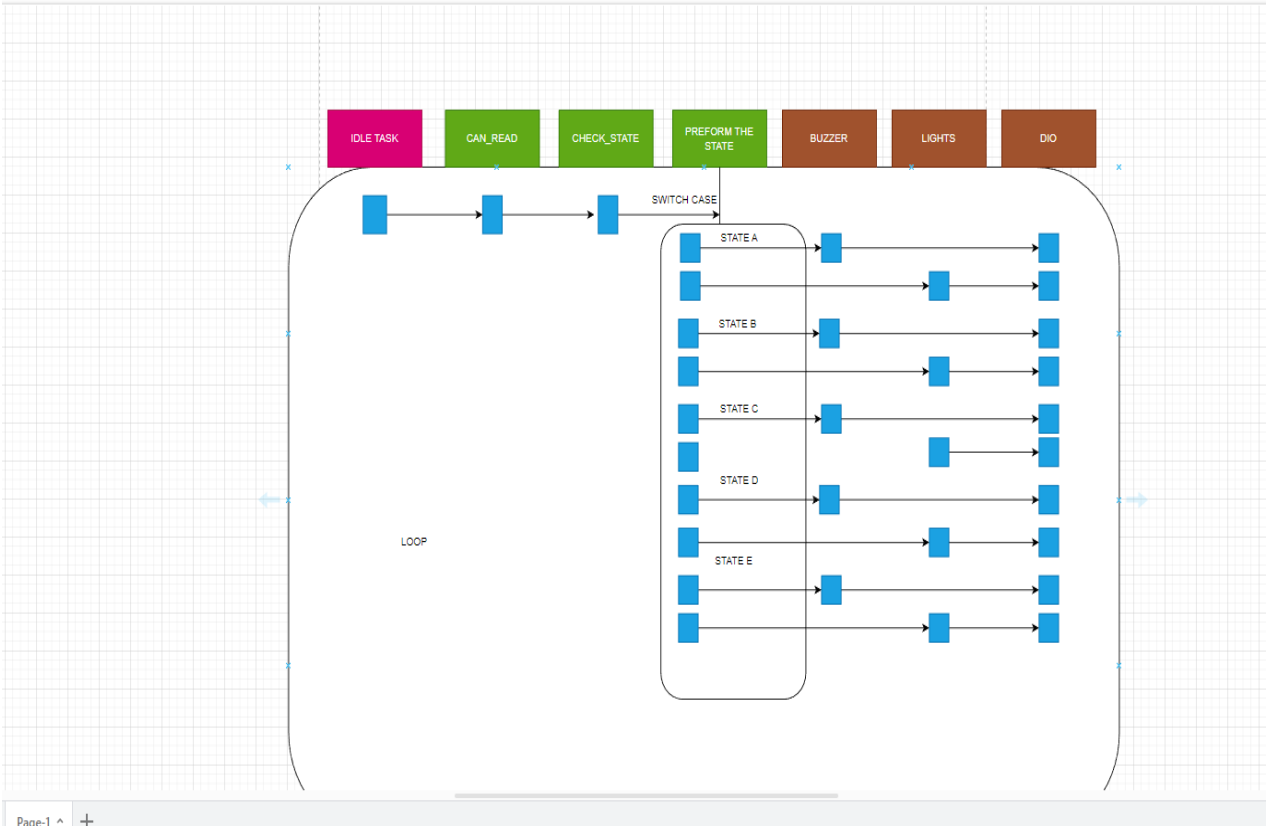 IDLE TASK
CAN_READ
CHECK_STATE
PREFORM THE
STATE
BUZZER
LIGHTS
DIO
SWITCH CASE
STATE A
STATE B
STATE C
STATE D
LOOP
STATE E
Page-1